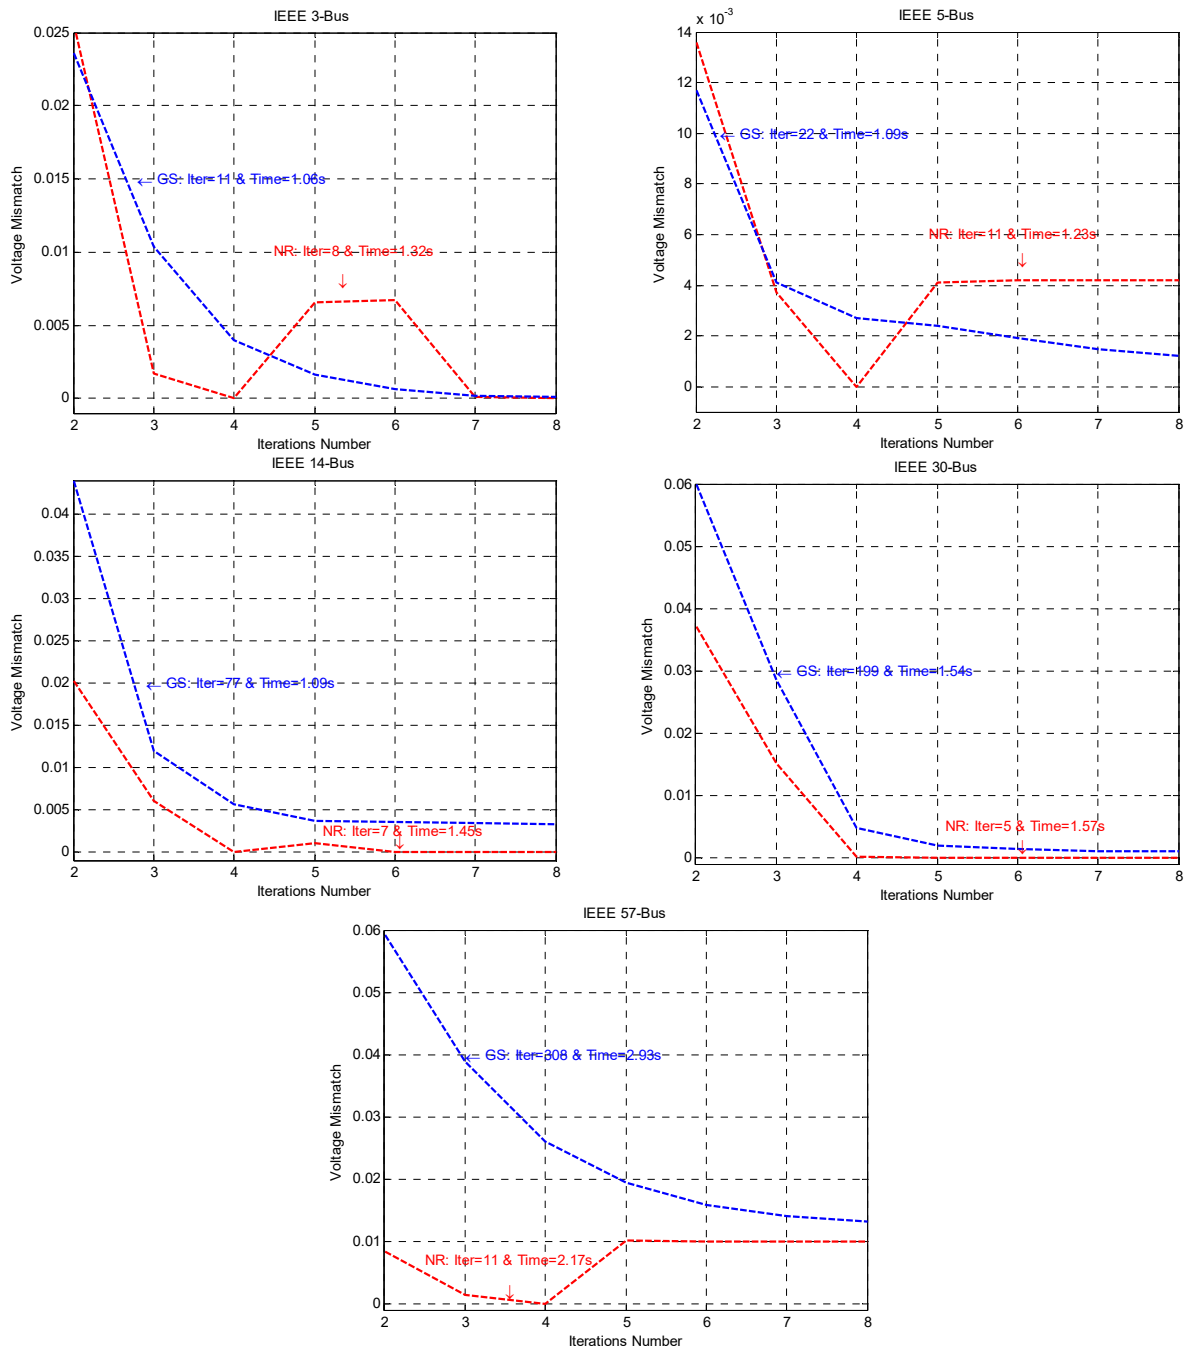 IEEE 3-Bus
0.025
0.02
0.015
0.01
0.005
0
Voltage Mismatch
← GS: Iter=11 & Time=1.06s
NR: Iter=8 & Time=1.32s
↓
2 3 4 5 6 7 8
Iterations Number
IEEE 5-Bus
x 10-3
14
12
10
8
6
4
2
0
Voltage Mismatch
← GS: Iter=22 & Time=1.09s
NR: Iter=11 & Time=1.23s
↓
2 3 4 5 6 7 8
Iterations Number
IEEE 14-Bus
0.04
0.035
0.03
0.025
0.02
0.015
0.01
0.005
0
Voltage Mismatch
← GS: Iter=77 & Time=1.09s
NR: Iter=7 & Time=1.45s
↓
2 3 4 5 6 7 8
Iterations Number
IEEE 30-Bus
0.06
0.05
0.04
0.03
0.02
0.01
0
Voltage Mismatch
← GS: Iter=199 & Time=1.54s
NR: Iter=5 & Time=1.57s
↓
2 3 4 5 6 7 8
Iterations Number
IEEE 57-Bus
0.06
0.05
0.04
0.03
0.02
0.01
0
Voltage Mismatch
← GS: Iter=308 & Time=2.93s
NR: Iter=11 & Time=2.17s
↓
2 3 4 5 6 7 8
Iterations Number